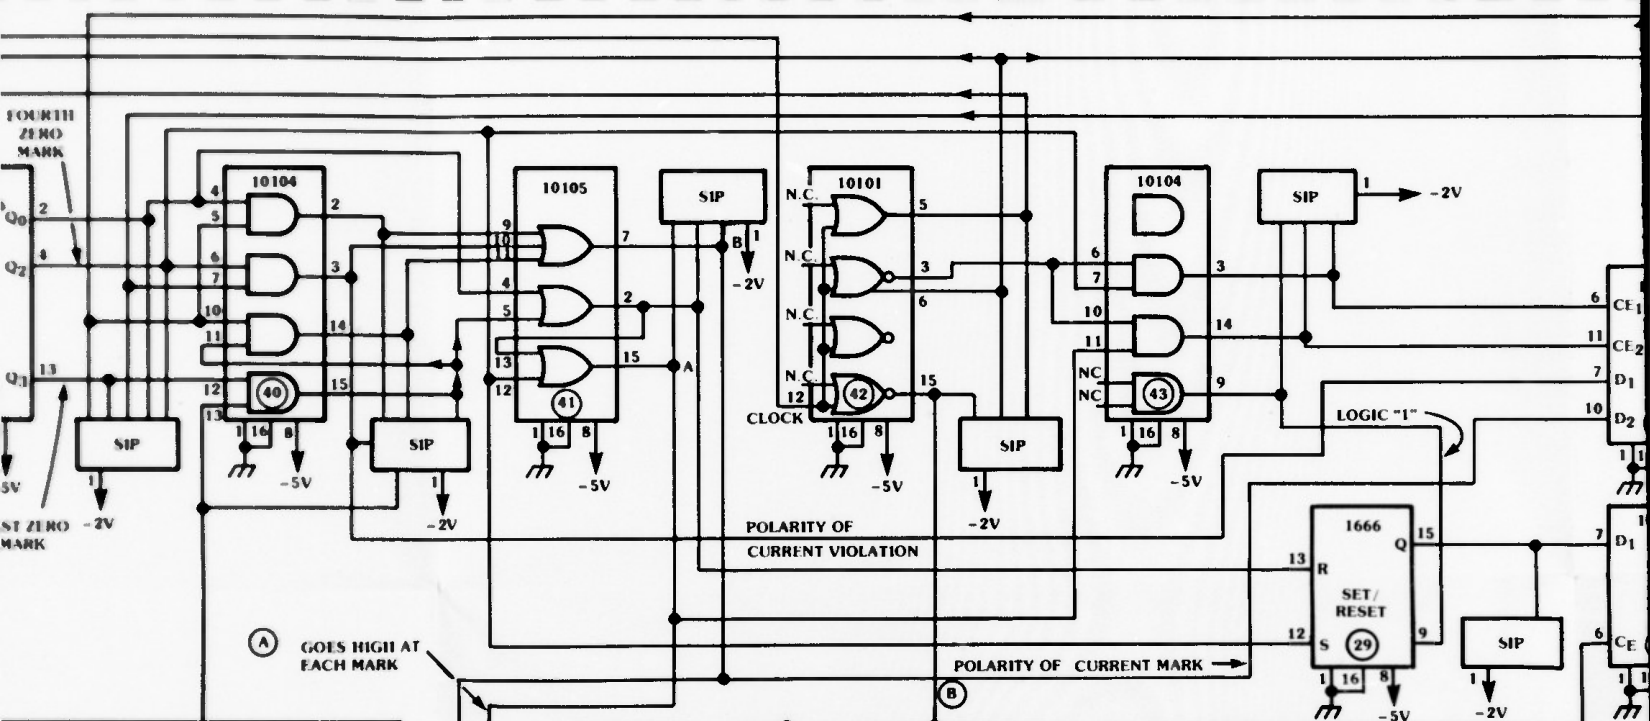 FOURTH
ZERO
MARK
Q0
2
Q2
4
Q1
13
5V
ST ZERO
MARK
SIP
1
-2V
10104
4
5
6
7
10
11
12
13
2
3
14
15
40
1
16
8
-5V
SIP
1
-2V
10105
9
10
11
4
5
13
12
7
2
15
41
1
16
8
-5V
SIP
B
1
-2V
A
10101
N.C.
N.C.
N.C.
N.C.
12
CLOCK
5
3
6
15
42
1
16
8
-5V
SIP
1
-2V
10104
6
7
10
11
NC
NC
3
14
9
43
1
16
8
-5V
SIP
1
-2V
LOGIC "1"
6
CE1
11
CE2
7
D1
10
D2
1
POLARITY OF
CURRENT VIOLATION
1666
Q
15
13
R
SET/
RESET
12
S
29
9
1
16
8
-5V
SIP
1
-2V
7
D1
6
CE
1
A
GOES HIGH AT
EACH MARK
POLARITY OF CURRENT MARK
B